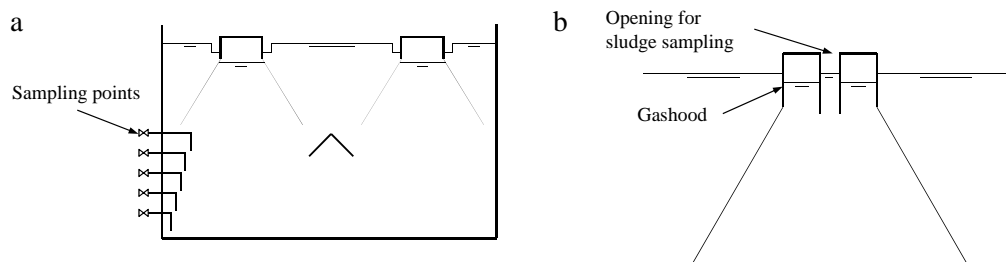 a
Sampling points
b
Opening for
sludge sampling
Gashood